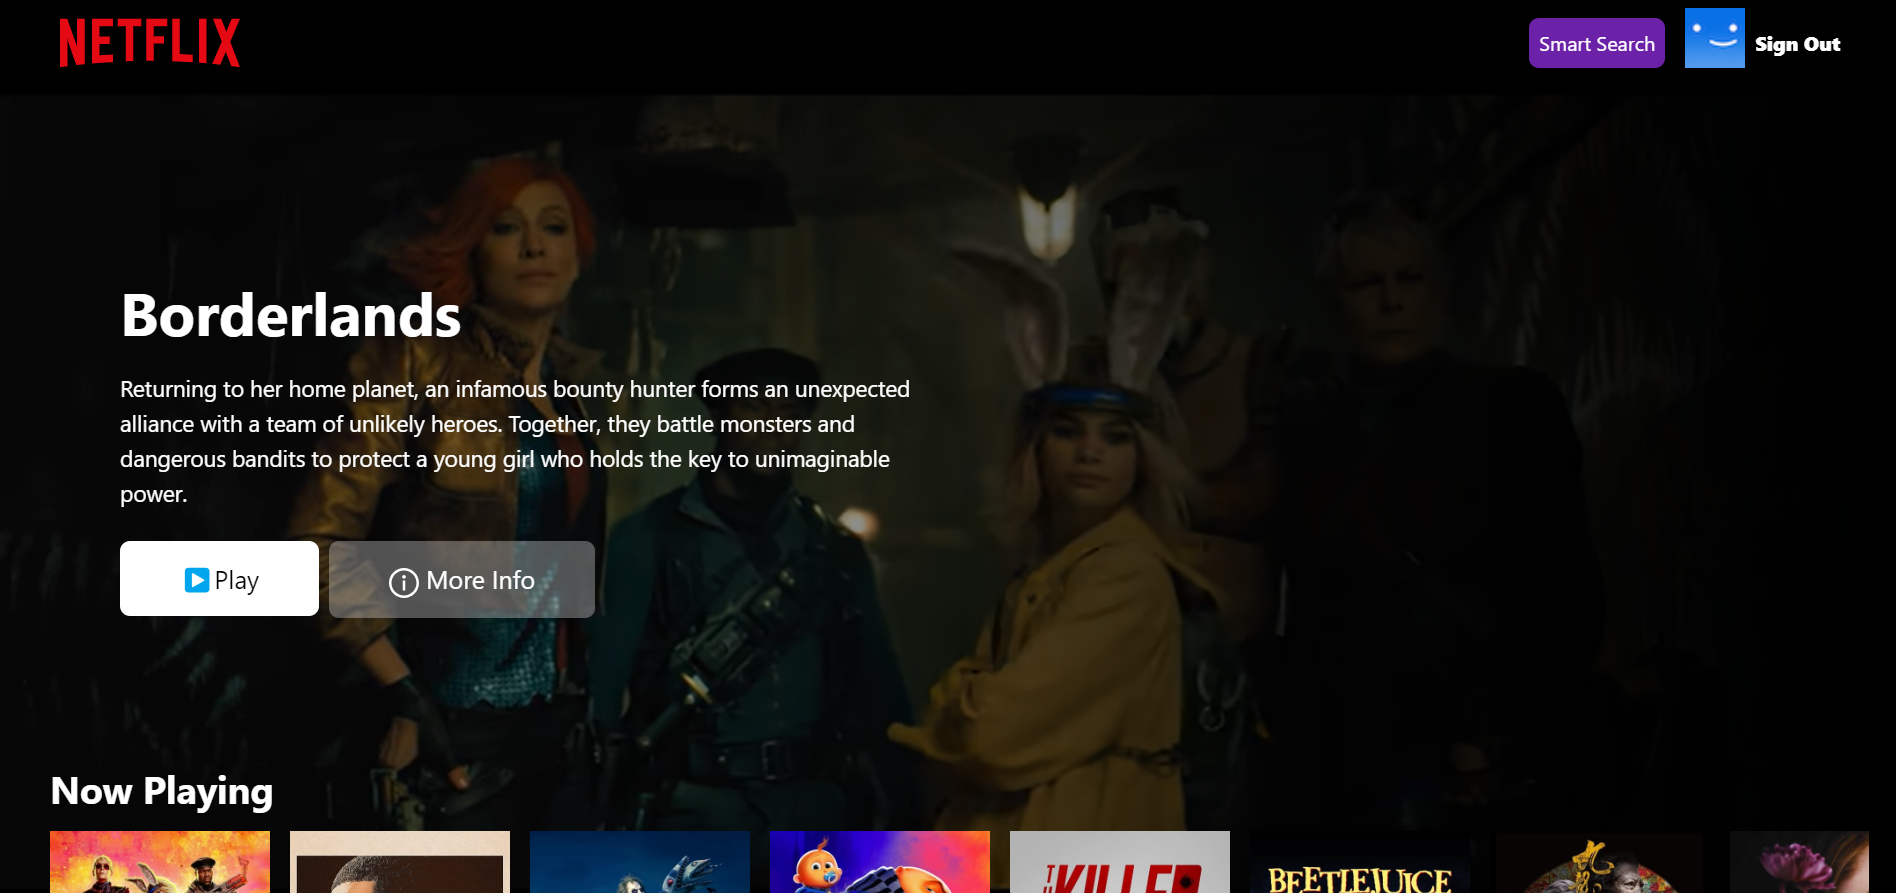 NETFLIX
Smart Search
Sign Out
Borderlands
Returning to her home planet, an infamous bounty hunter forms an unexpected
alliance with a team of unlikely heroes. Together, they battle monsters and
dangerous bandits to protect a young girl who holds the key to unimaginable
power.
Play
More Info
Now Playing
THE
KILLER
BEETLEJUICE